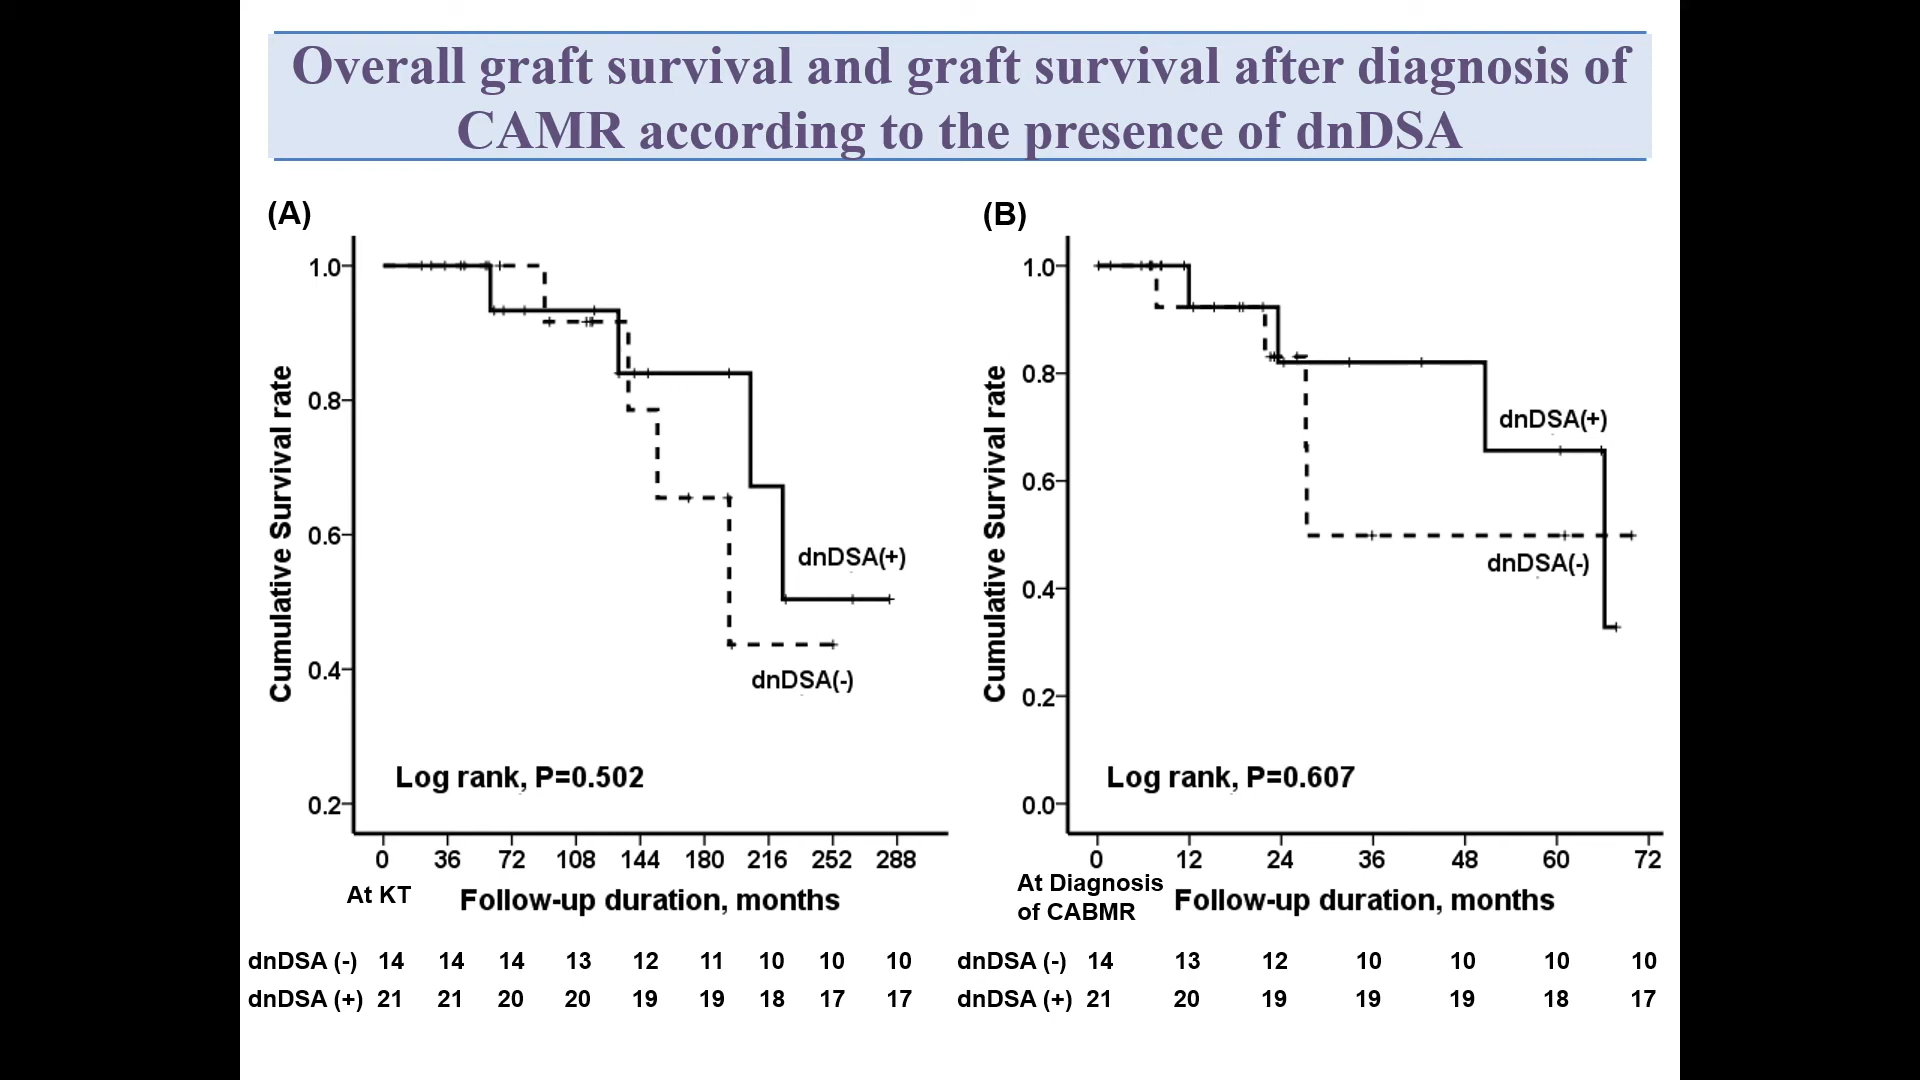 Overall graft survival and graft survival after diagnosis of
CAMR according to the presence of dnDSA
(A)
Cumulative Survival rate
1.0
0.8
0.6
0.4
0.2
dnDSA(+)
dnDSA(-)
Log rank, P=0.502
0 36 72 108 144 180 216 252 288
At KT
Follow-up duration, months
dnDSA (-) 14 14 14 13 12 11 10 10 10
dnDSA (+) 21 21 20 20 19 19 18 17 17
(B)
Cumulative Survival rate
1.0
0.8
0.6
0.4
0.2
0.0
dnDSA(+)
dnDSA(-)
Log rank, P=0.607
0 12 24 36 48 60 72
At Diagnosis
of CABMR
Follow-up duration, months
dnDSA (-) 14 13 12 10 10 10 10
dnDSA (+) 21 20 19 19 19 18 17